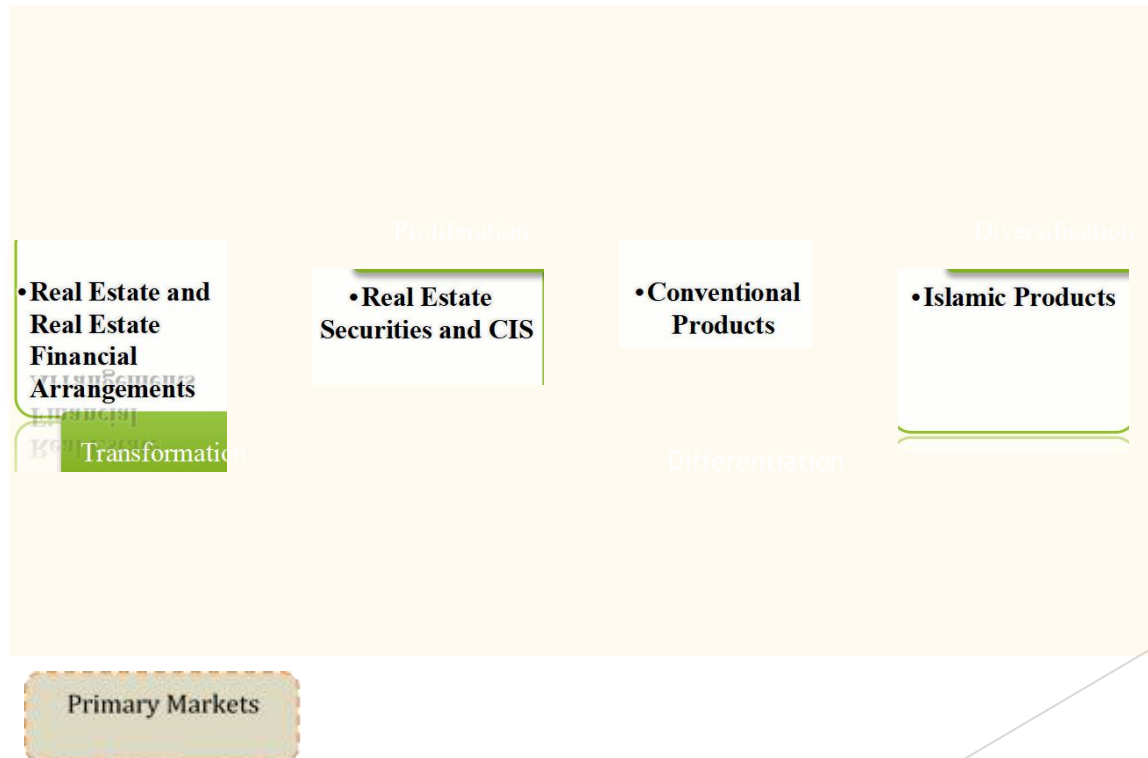 Proliferation
Diversification
•Real Estate and
Real Estate
Financial
Arrangements
•Real Estate
Securities and CIS
•Conventional
Products
•Islamic Products
Transformation
Differentiation
Primary Markets